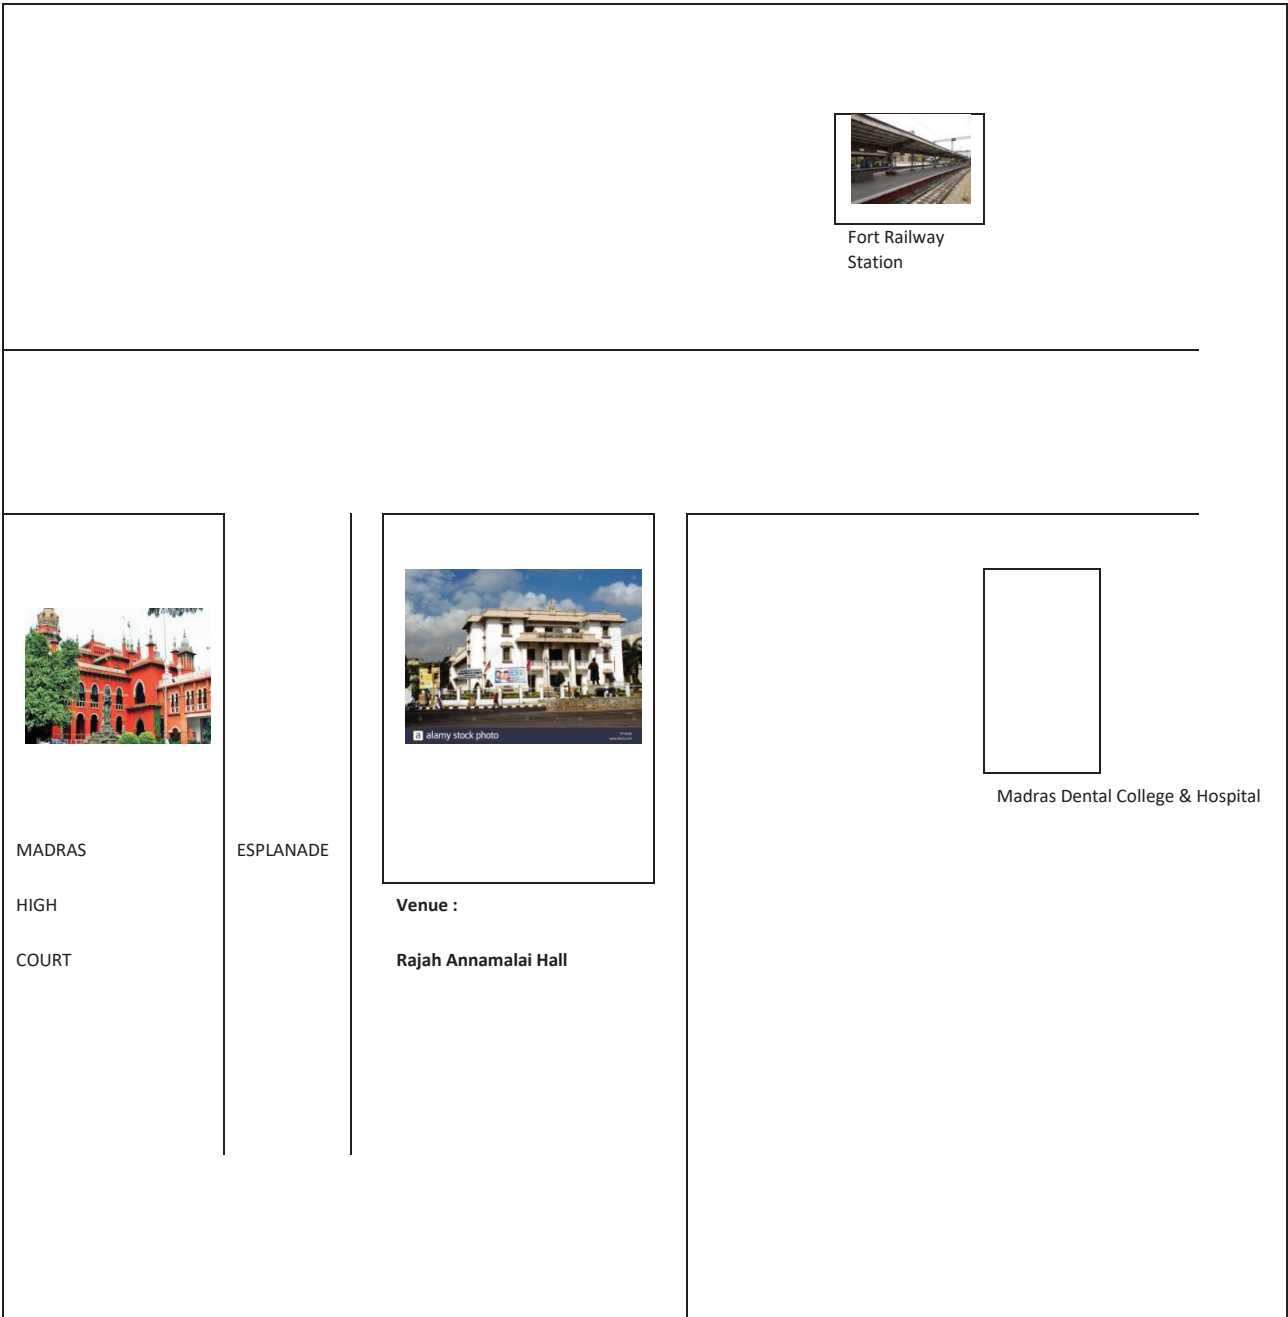 Fort Railway
Station
alamy stock photo
MADRAS
HIGH
COURT
ESPLANADE
Venue :
Rajah Annamalai Hall
Madras Dental College & Hospital